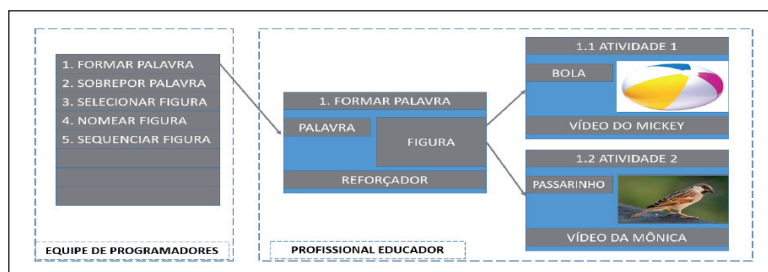 1. FORMAR PALAVRA
2. SOBREPOR PALAVRA
3. SELECIONAR FIGURA
4. NOMEAR FIGURA
5. SEQUENCIAR FIGURA
EQUIPE DE PROGRAMADORES
1. FORMAR PALAVRA
PALAVRA
FIGURA
REFORÇADOR
1.1 ATIVIDADE 1
BOLA
VÍDEO DO MICKEY
1.2 ATIVIDADE 2
PASSARINHO
VÍDEO DA MÔNICA
PROFISSIONAL EDUCADOR